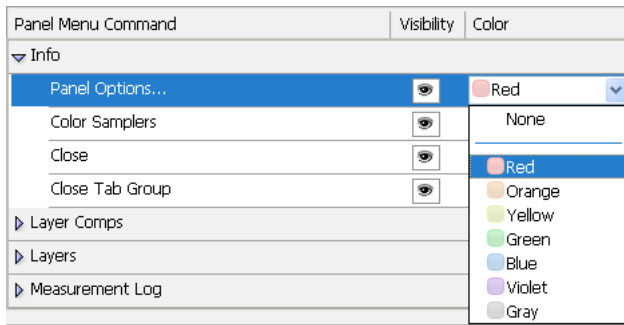 Panel Menu Command Visibility Color
Info
Panel Options... Red
Color Samplers None
Close Red
Close Tab Group Orange
Layer Comps Yellow
Layers Green
Measurement Log Blue
Violet
Gray